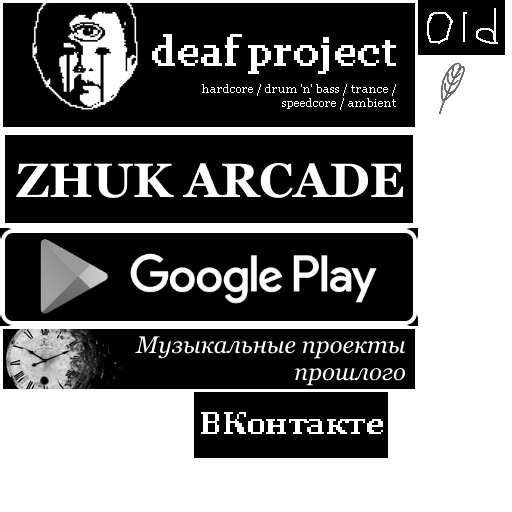 deaf project
hardcore / drum 'n' bass / trance /
speedcore / ambient
Old
ZHUK ARCADE
Google Play
Музыкальные проекты
прошлого
ВКонтакте